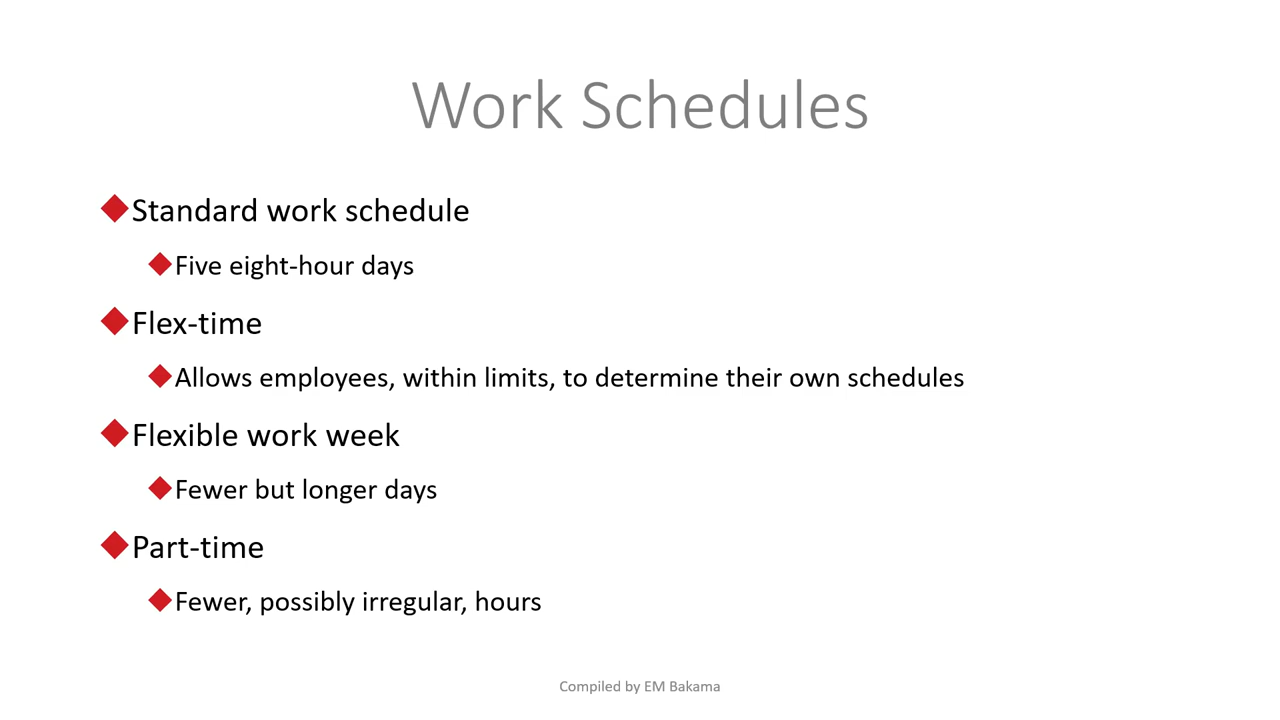 Work Schedules
Standard work schedule
Five eight-hour days
Flex-time
Allows employees, within limits, to determine their own schedules
Flexible work week
Fewer but longer days
Part-time
Fewer, possibly irregular, hours
Compiled by EM Bakama